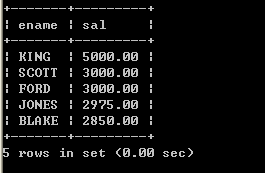 +-------+---------+
| ename | sal     |
+-------+---------+
| KING  | 5000.00 |
| SCOTT | 3000.00 |
| FORD  | 3000.00 |
| JONES | 2975.00 |
| BLAKE | 2850.00 |
+-------+---------+
5 rows in set (0.00 sec)